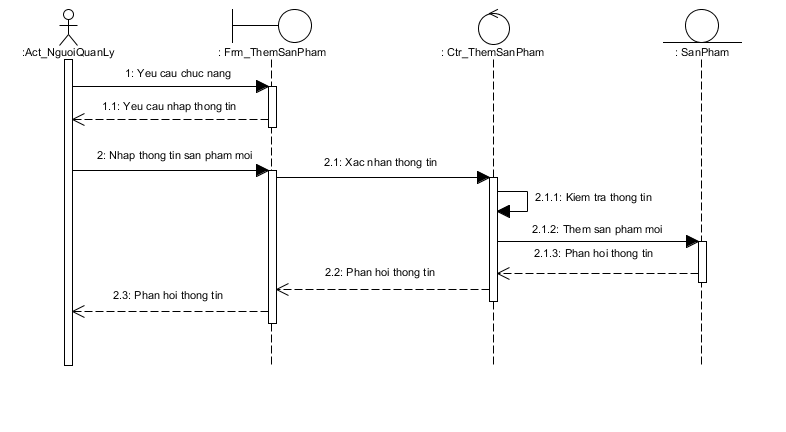 :Act_NguoiQuanLy
: Frm_ThemSanPham
: Ctr_ThemSanPham
: SanPham
1: Yeu cau chuc nang
1.1: Yeu cau nhap thong tin
2: Nhap thong tin san pham moi
2.1: Xac nhan thong tin
2.1.1: Kiem tra thong tin
2.1.2: Them san pham moi
2.1.3: Phan hoi thong tin
2.2: Phan hoi thong tin
2.3: Phan hoi thong tin